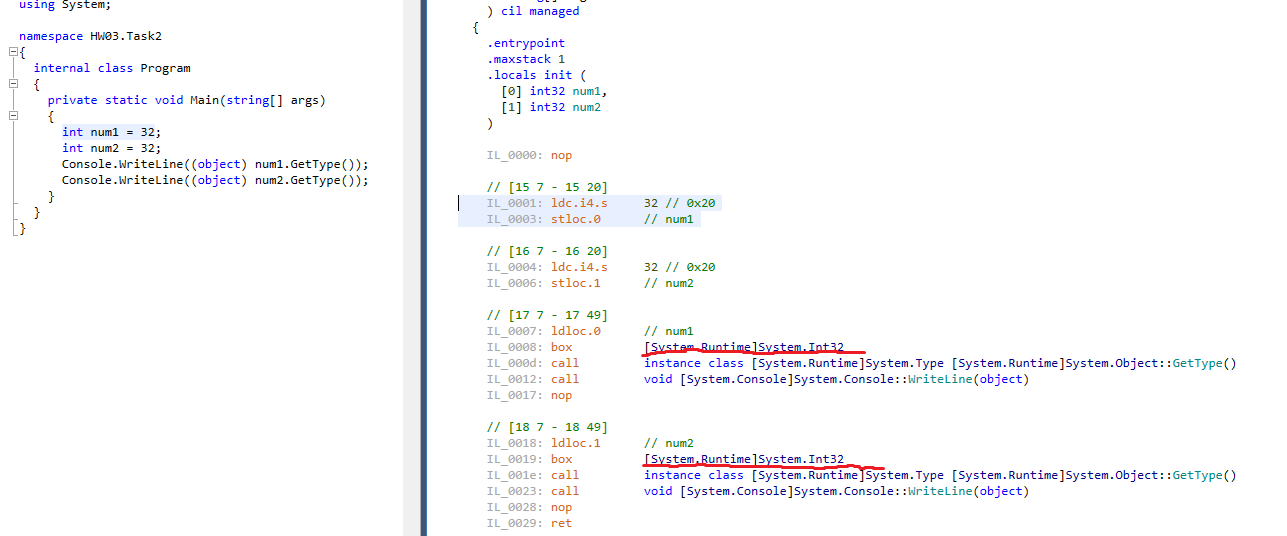 using System;
namespace HW03.Task2
{
internal class Program
{
private static void Main(string[] args)
{
int num1 = 32;
int num2 = 32;
Console.WriteLine((object) num1.GetType());
Console.WriteLine((object) num2.GetType());
}
}
}
) cil managed
{
.entrypoint
.maxstack 1
.locals init (
[0] int32 num1,
[1] int32 num2
)
IL_0000: nop
// [15 7 - 15 20]
IL_0001: ldc.i4.s 32 // 0x20
IL_0003: stloc.0 // num1
// [16 7 - 16 20]
IL_0004: ldc.i4.s 32 // 0x20
IL_0006: stloc.1 // num2
// [17 7 - 17 49]
IL_0007: ldloc.0 // num1
IL_0008: box [System.Runtime]System.Int32
IL_000d: call instance class [System.Runtime]System.Type [System.Runtime]System.Object::GetType()
IL_0012: call void [System.Console]System.Console::WriteLine(object)
IL_0017: nop
// [18 7 - 18 49]
IL_0018: ldloc.1 // num2
IL_0019: box [System.Runtime]System.Int32
IL_001e: call instance class [System.Runtime]System.Type [System.Runtime]System.Object::GetType()
IL_0023: call void [System.Console]System.Console::WriteLine(object)
IL_0028: nop
IL_0029: ret